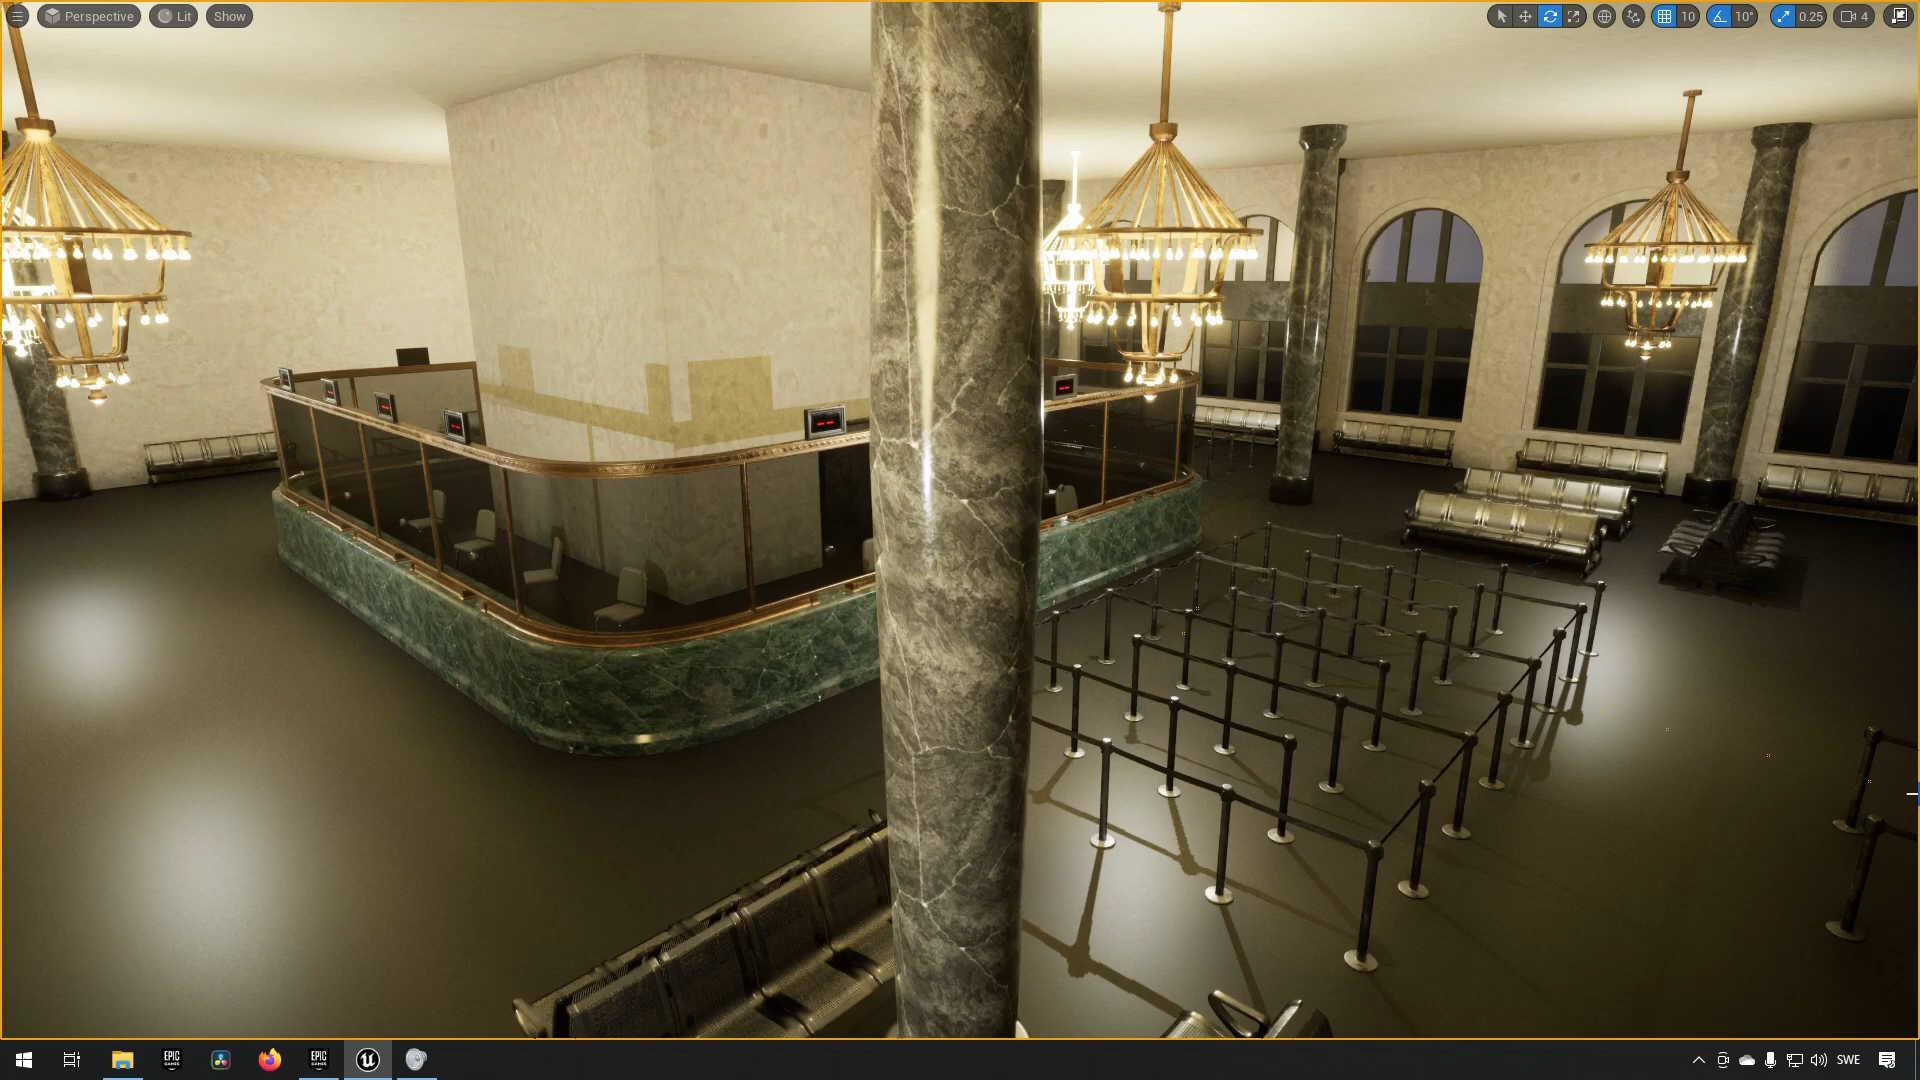 Perspective
Lit
Show
10
10°
0.25
4
EPIC
GAMES
EPIC
GAMES
SWE